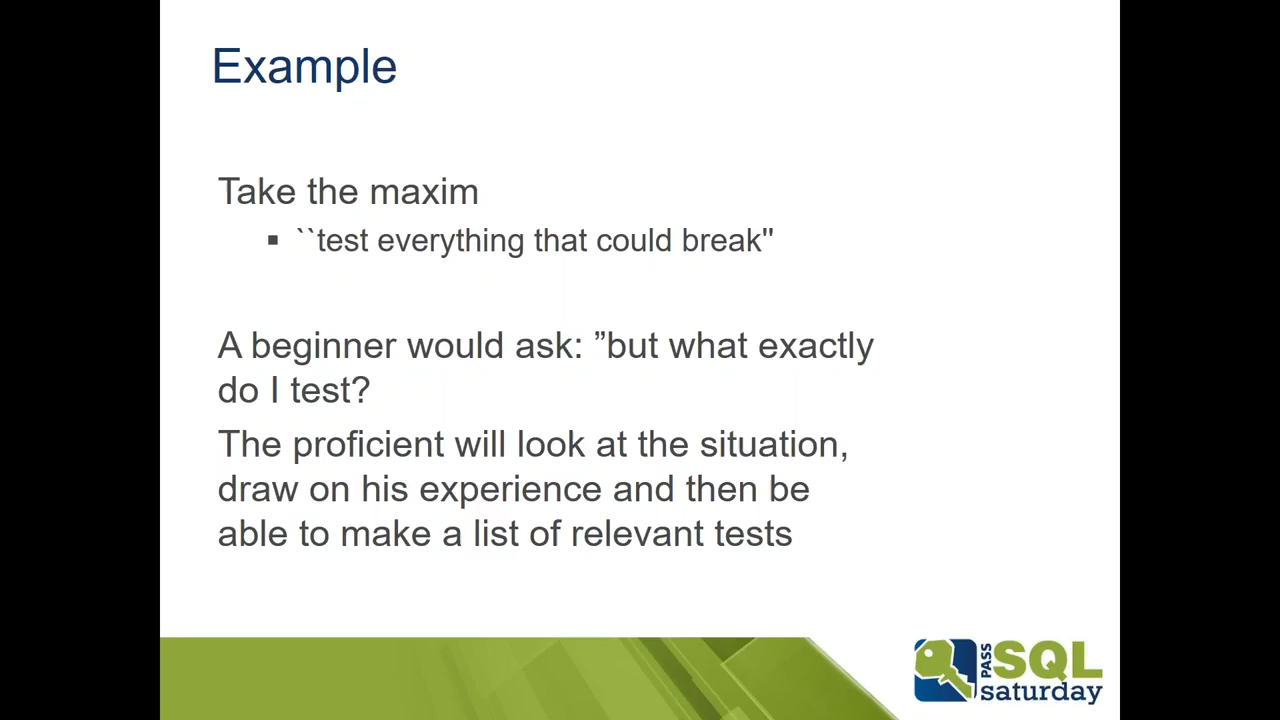 Example
Take the maxim
▪ ``test everything that could break"
A beginner would ask: ”but what exactly
do I test?
The proficient will look at the situation,
draw on his experience and then be
able to make a list of relevant tests
PASS
SQL
saturday